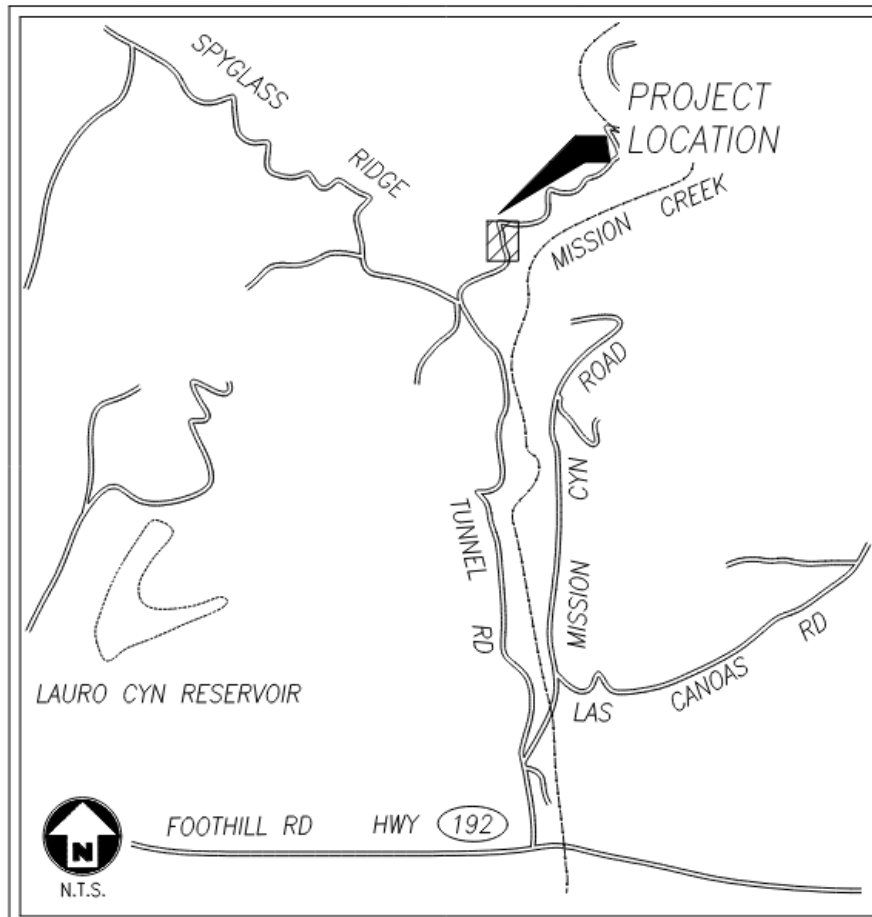 SPYGLASS
RIDGE
PROJECT
LOCATION
MISSION CREEK
ROAD
CYN
MISSION
TUNNEL
RD
LAS CANOAS RD
LAURO CYN RESERVOIR
FOOTHILL RD HWY 192
N
N.T.S.